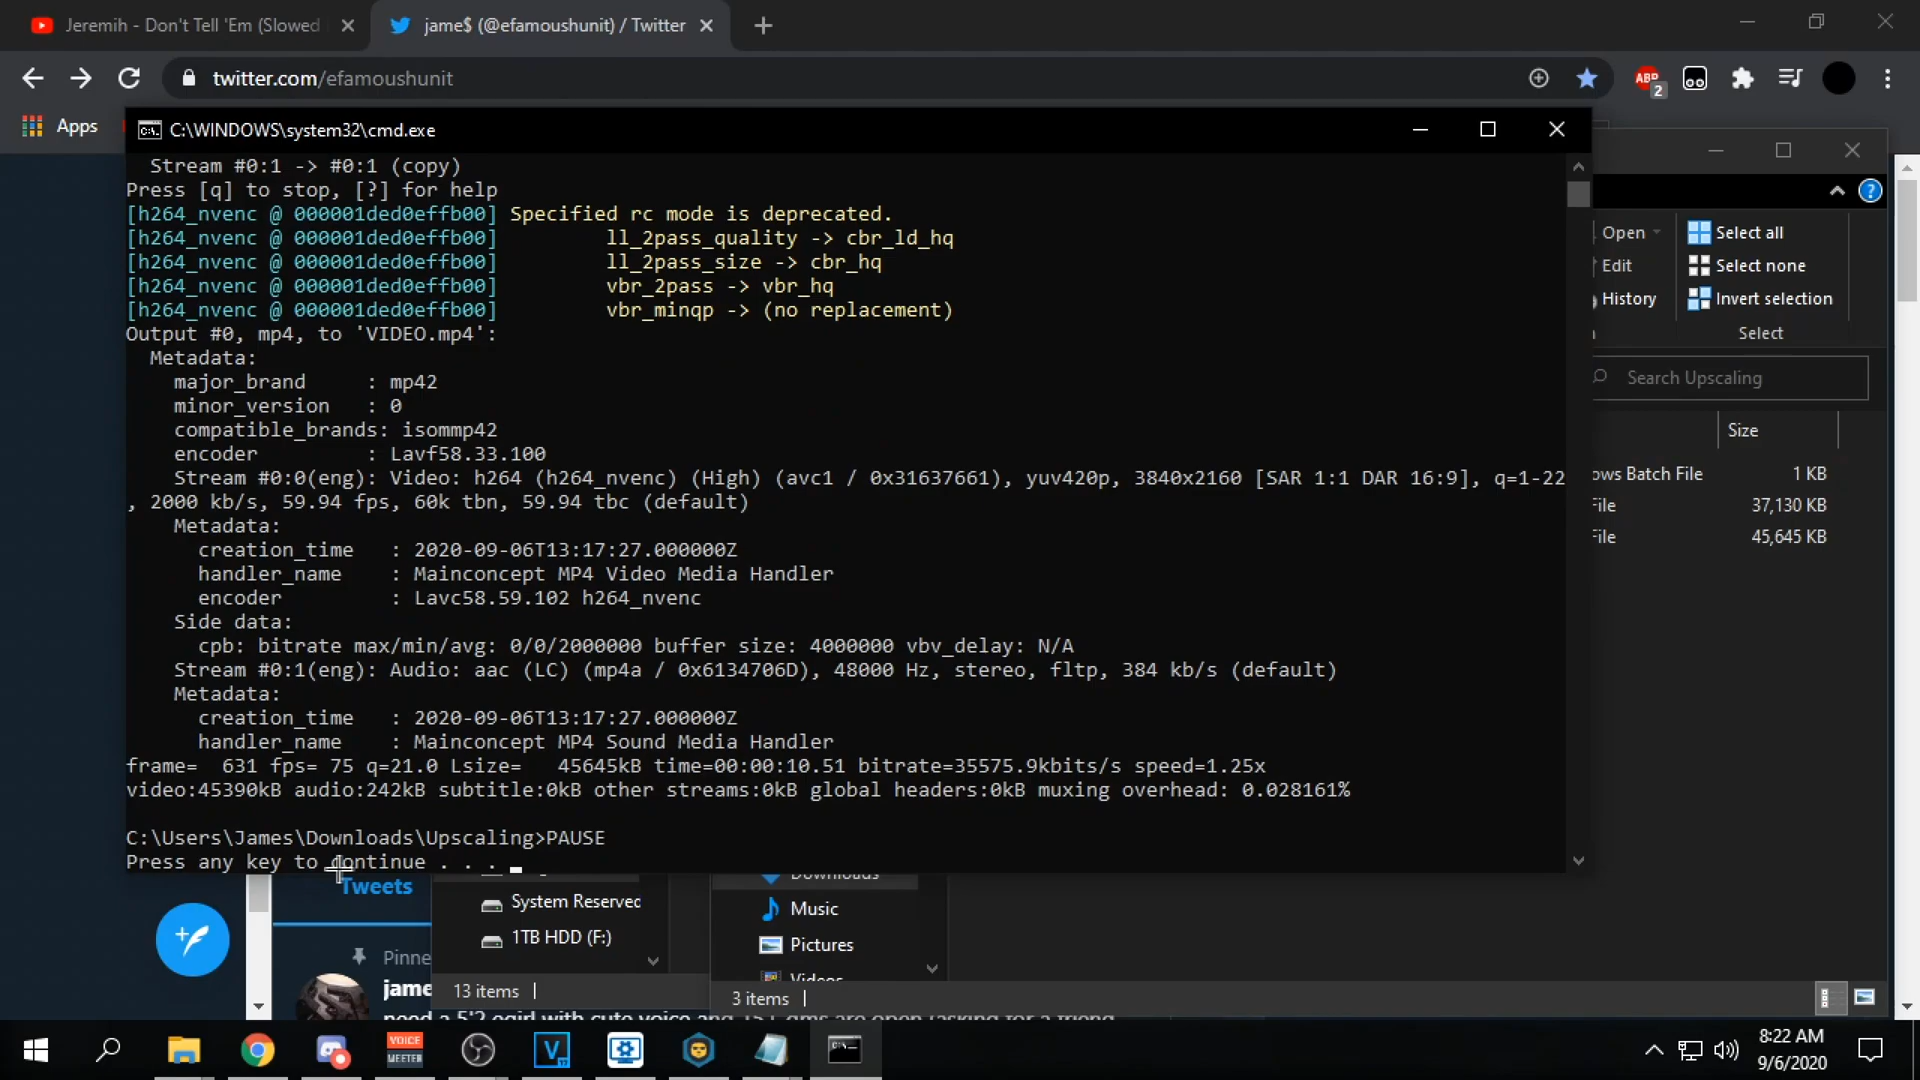 Jeremih - Don't Tell 'Em (Slowed
jame$ (@efamoushunit) / Twitter
twitter.com/efamoushunit
ABP
2
Apps
C:\WINDOWS\system32\cmd.exe
Stream #0:1 -> #0:1 (copy)
Press [q] to stop, [?] for help
[h264_nvenc @ 000001ded0effb00] Specified rc mode is deprecated.
[h264_nvenc @ 000001ded0effb00] ll_2pass_quality -> cbr_ld_hq
[h264_nvenc @ 000001ded0effb00] ll_2pass_size -> cbr_hq
[h264_nvenc @ 000001ded0effb00] vbr_2pass -> vbr_hq
[h264_nvenc @ 000001ded0effb00] vbr_minqp -> (no replacement)
Output #0, mp4, to 'VIDEO.mp4':
Metadata:
major_brand : mp42
minor_version : 0
compatible_brands: isommp42
encoder : Lavf58.33.100
Stream #0:0(eng): Video: h264 (h264_nvenc) (High) (avc1 / 0x31637661), yuv420p, 3840x2160 [SAR 1:1 DAR 16:9], q=1-22
, 2000 kb/s, 59.94 fps, 60k tbn, 59.94 tbc (default)
Metadata:
creation_time : 2020-09-06T13:17:27.000000Z
handler_name : Mainconcept MP4 Video Media Handler
encoder : Lavc58.59.102 h264_nvenc
Side data:
cpb: bitrate max/min/avg: 0/0/2000000 buffer size: 4000000 vbv_delay: N/A
Stream #0:1(eng): Audio: aac (LC) (mp4a / 0x6134706D), 48000 Hz, stereo, fltp, 384 kb/s (default)
Metadata:
creation_time : 2020-09-06T13:17:27.000000Z
handler_name : Mainconcept MP4 Sound Media Handler
frame= 631 fps= 75 q=21.0 Lsize= 45645kB time=00:00:10.51 bitrate=35575.9kbits/s speed=1.25x
video:45390kB audio:242kB subtitle:0kB other streams:0kB global headers:0kB muxing overhead: 0.028161%
C:\Users\James\Downloads\Upscaling>PAUSE
Press any key to continue . . .
Open
Edit
History
Select all
Select none
Invert selection
Select
Search Upscaling
Size
ows Batch File 1 KB
File 37,130 KB
File 45,645 KB
Tweets
Pinne
jame
System Reserved
1TB HDD (F:)
13 items
Downloads
Music
Pictures
Videos
3 items
VOICE
MEETER
8:22 AM
9/6/2020